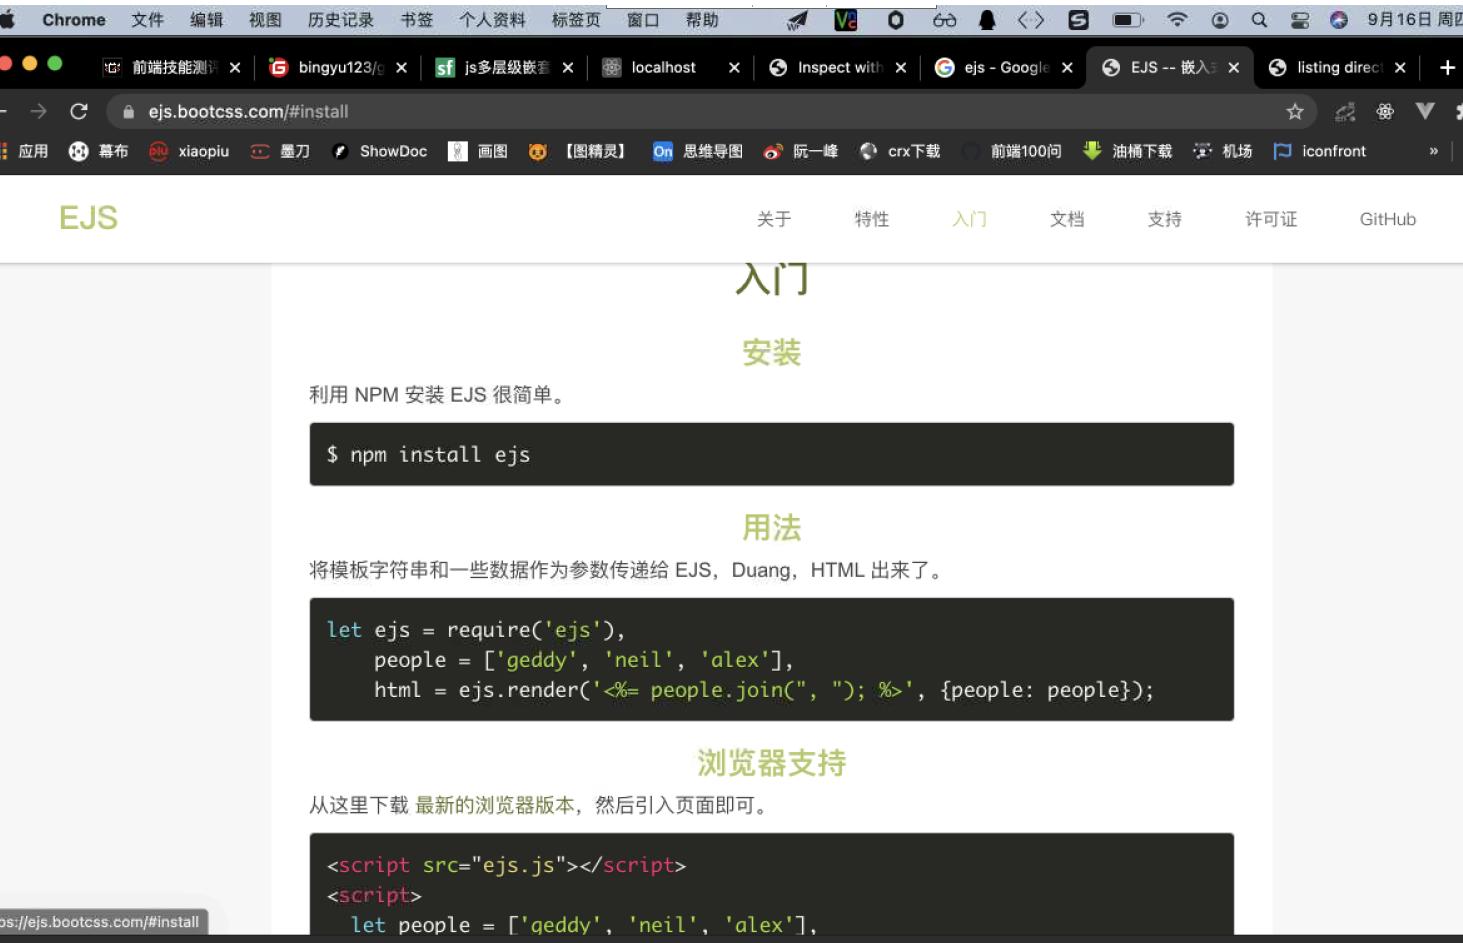 Chrome 文件 编辑 视图 历史记录 书签 个人资料 标签页 窗口 帮助 9月16日 周四
前端技能测评 bingyu123/g js多层级嵌套 localhost Inspect with ejs - Google EJS -- 嵌入式 listing direct
ejs.bootcss.com/#install
应用 幕布 xiaopiu 墨刀 ShowDoc 画图 【图精灵】 On 思维导图 阮一峰 crx下载 前端100问 油桶下载 机场 iconfront »
EJS 关于 特性 入门 文档 支持 许可证 GitHub
入门
安装
利用 NPM 安装 EJS 很简单。
$ npm install ejs
用法
将模板字符串和一些数据作为参数传递给 EJS，Duang，HTML 出来了。
let ejs = require('ejs'),
people = ['geddy', 'neil', 'alex'],
html = ejs.render('<%= people.join(", "); %>', {people: people});
浏览器支持
从这里下载 最新的浏览器版本，然后引入页面即可。
<script src="ejs.js"></script>
<script>
let people = ['geddy', 'neil', 'alex'],
ps://ejs.bootcss.com/#install